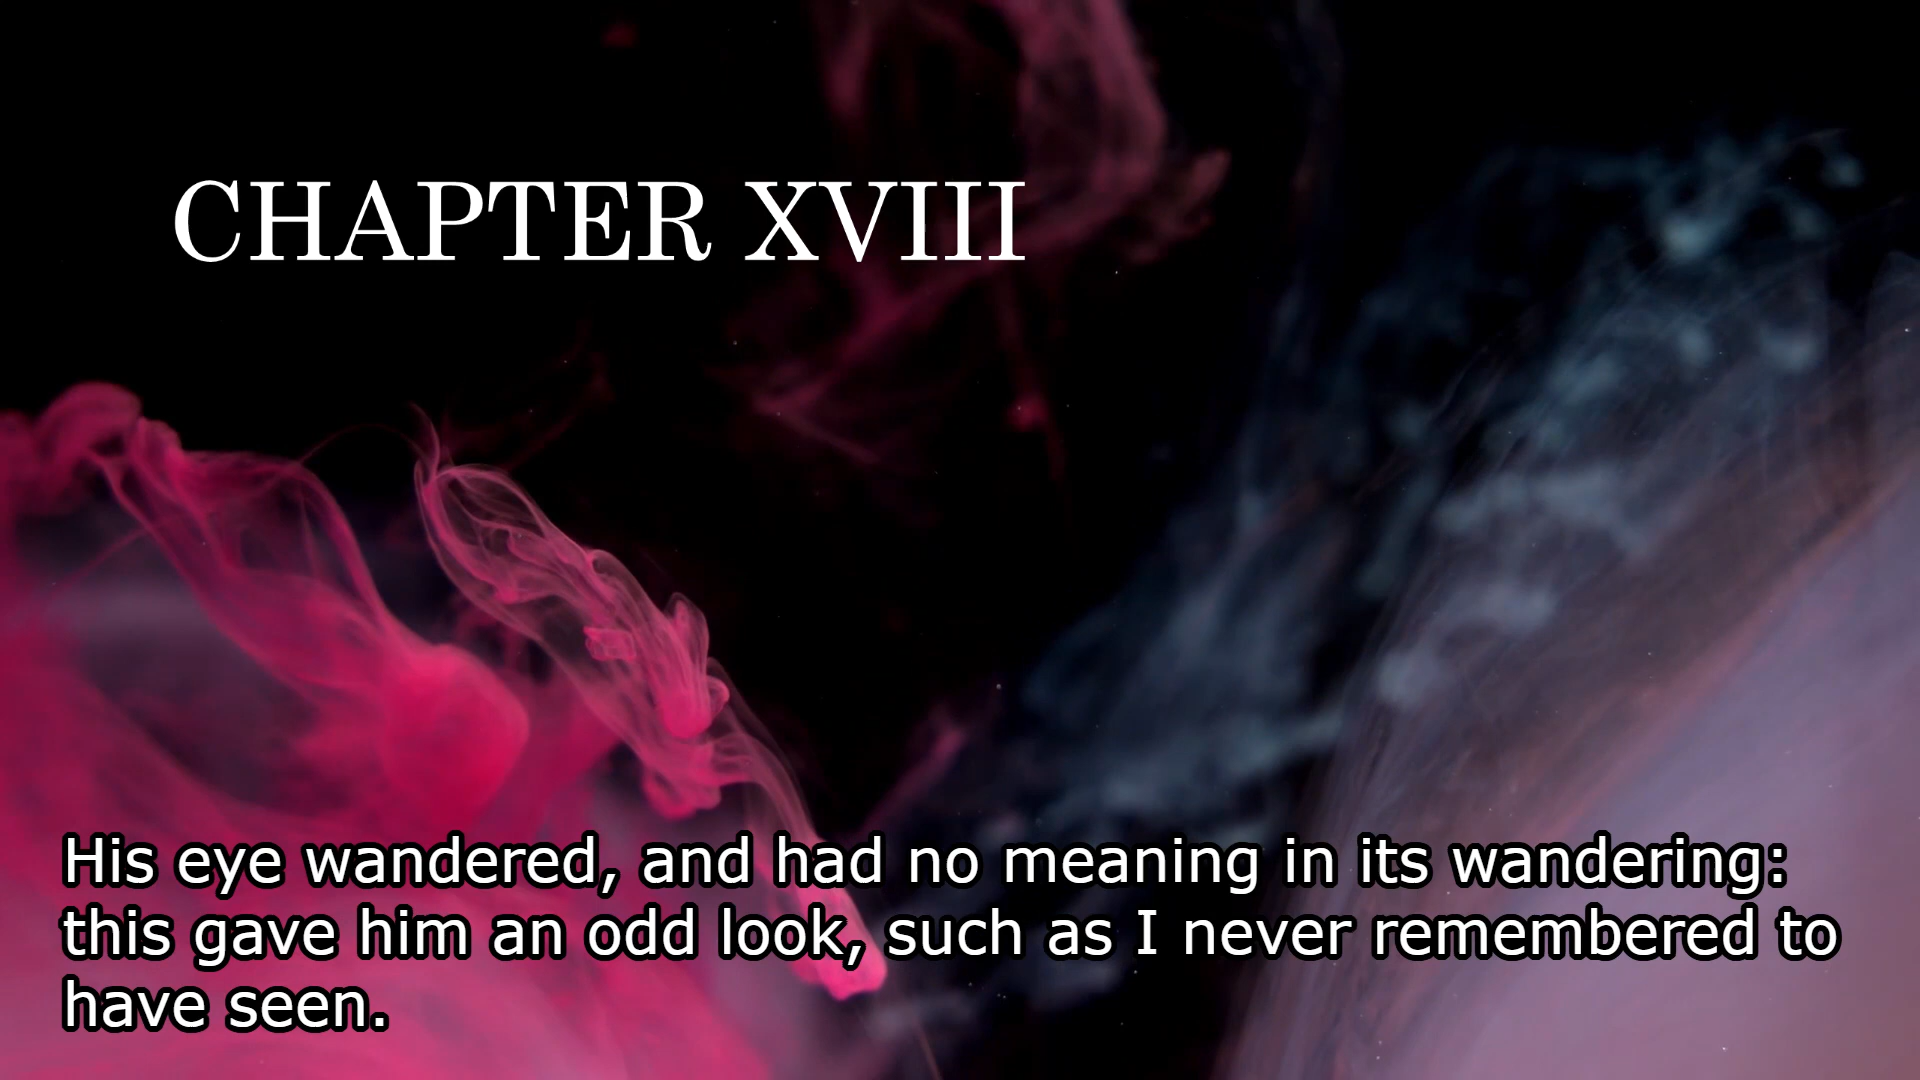 CHAPTER XVIII
His eye wandered, and had no meaning in its wandering:
this gave him an odd look, such as I never remembered to
have seen.